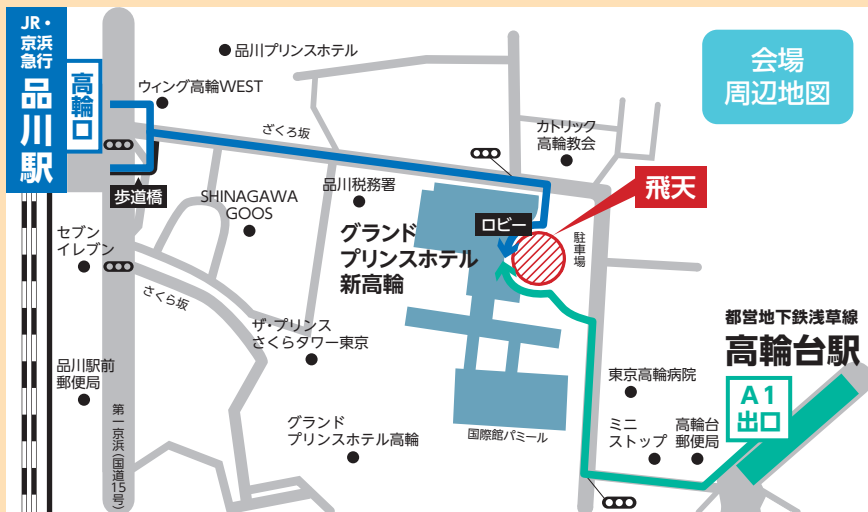 JR・
京浜
急行
品川駅
高輪口
品川プリンスホテル
ウィング高輪WEST
会場
周辺地図
ざくろ坂
カトリック
高輪教会
歩道橋
SHINAGAWA
GOOS
品川税務署
飛天
ロビー
グランド
プリンスホテル
新高輪
駐車場
セブン
イレブン
さくら坂
ザ・プリンス
さくらタワー東京
都営地下鉄浅草線
高輪台駅
A1
出口
品川駅前
郵便局
東京高輪病院
第一京浜(国道15号)
グランド
プリンスホテル高輪
国際館パミール
ミニ
ストップ
高輪台
郵便局